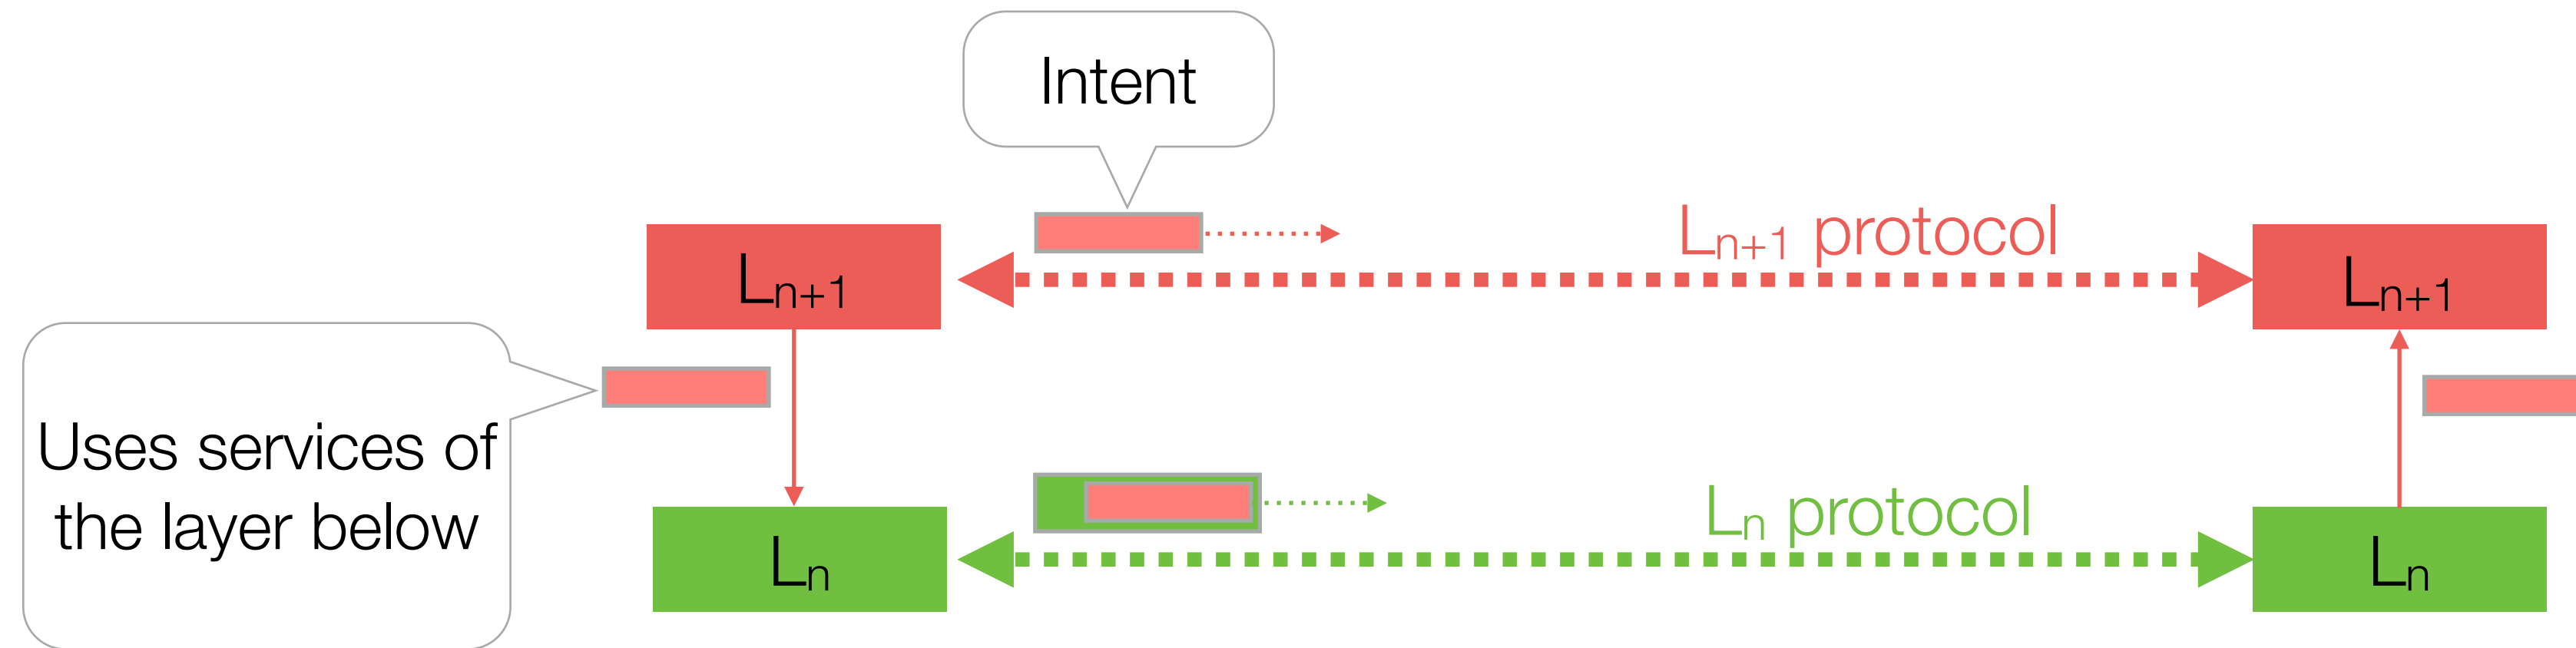 Intent
Lₙ₊₁ protocol
Lₙ₊₁
Lₙ₊₁
Uses services of
the layer below
Lₙ protocol
Lₙ
Lₙ